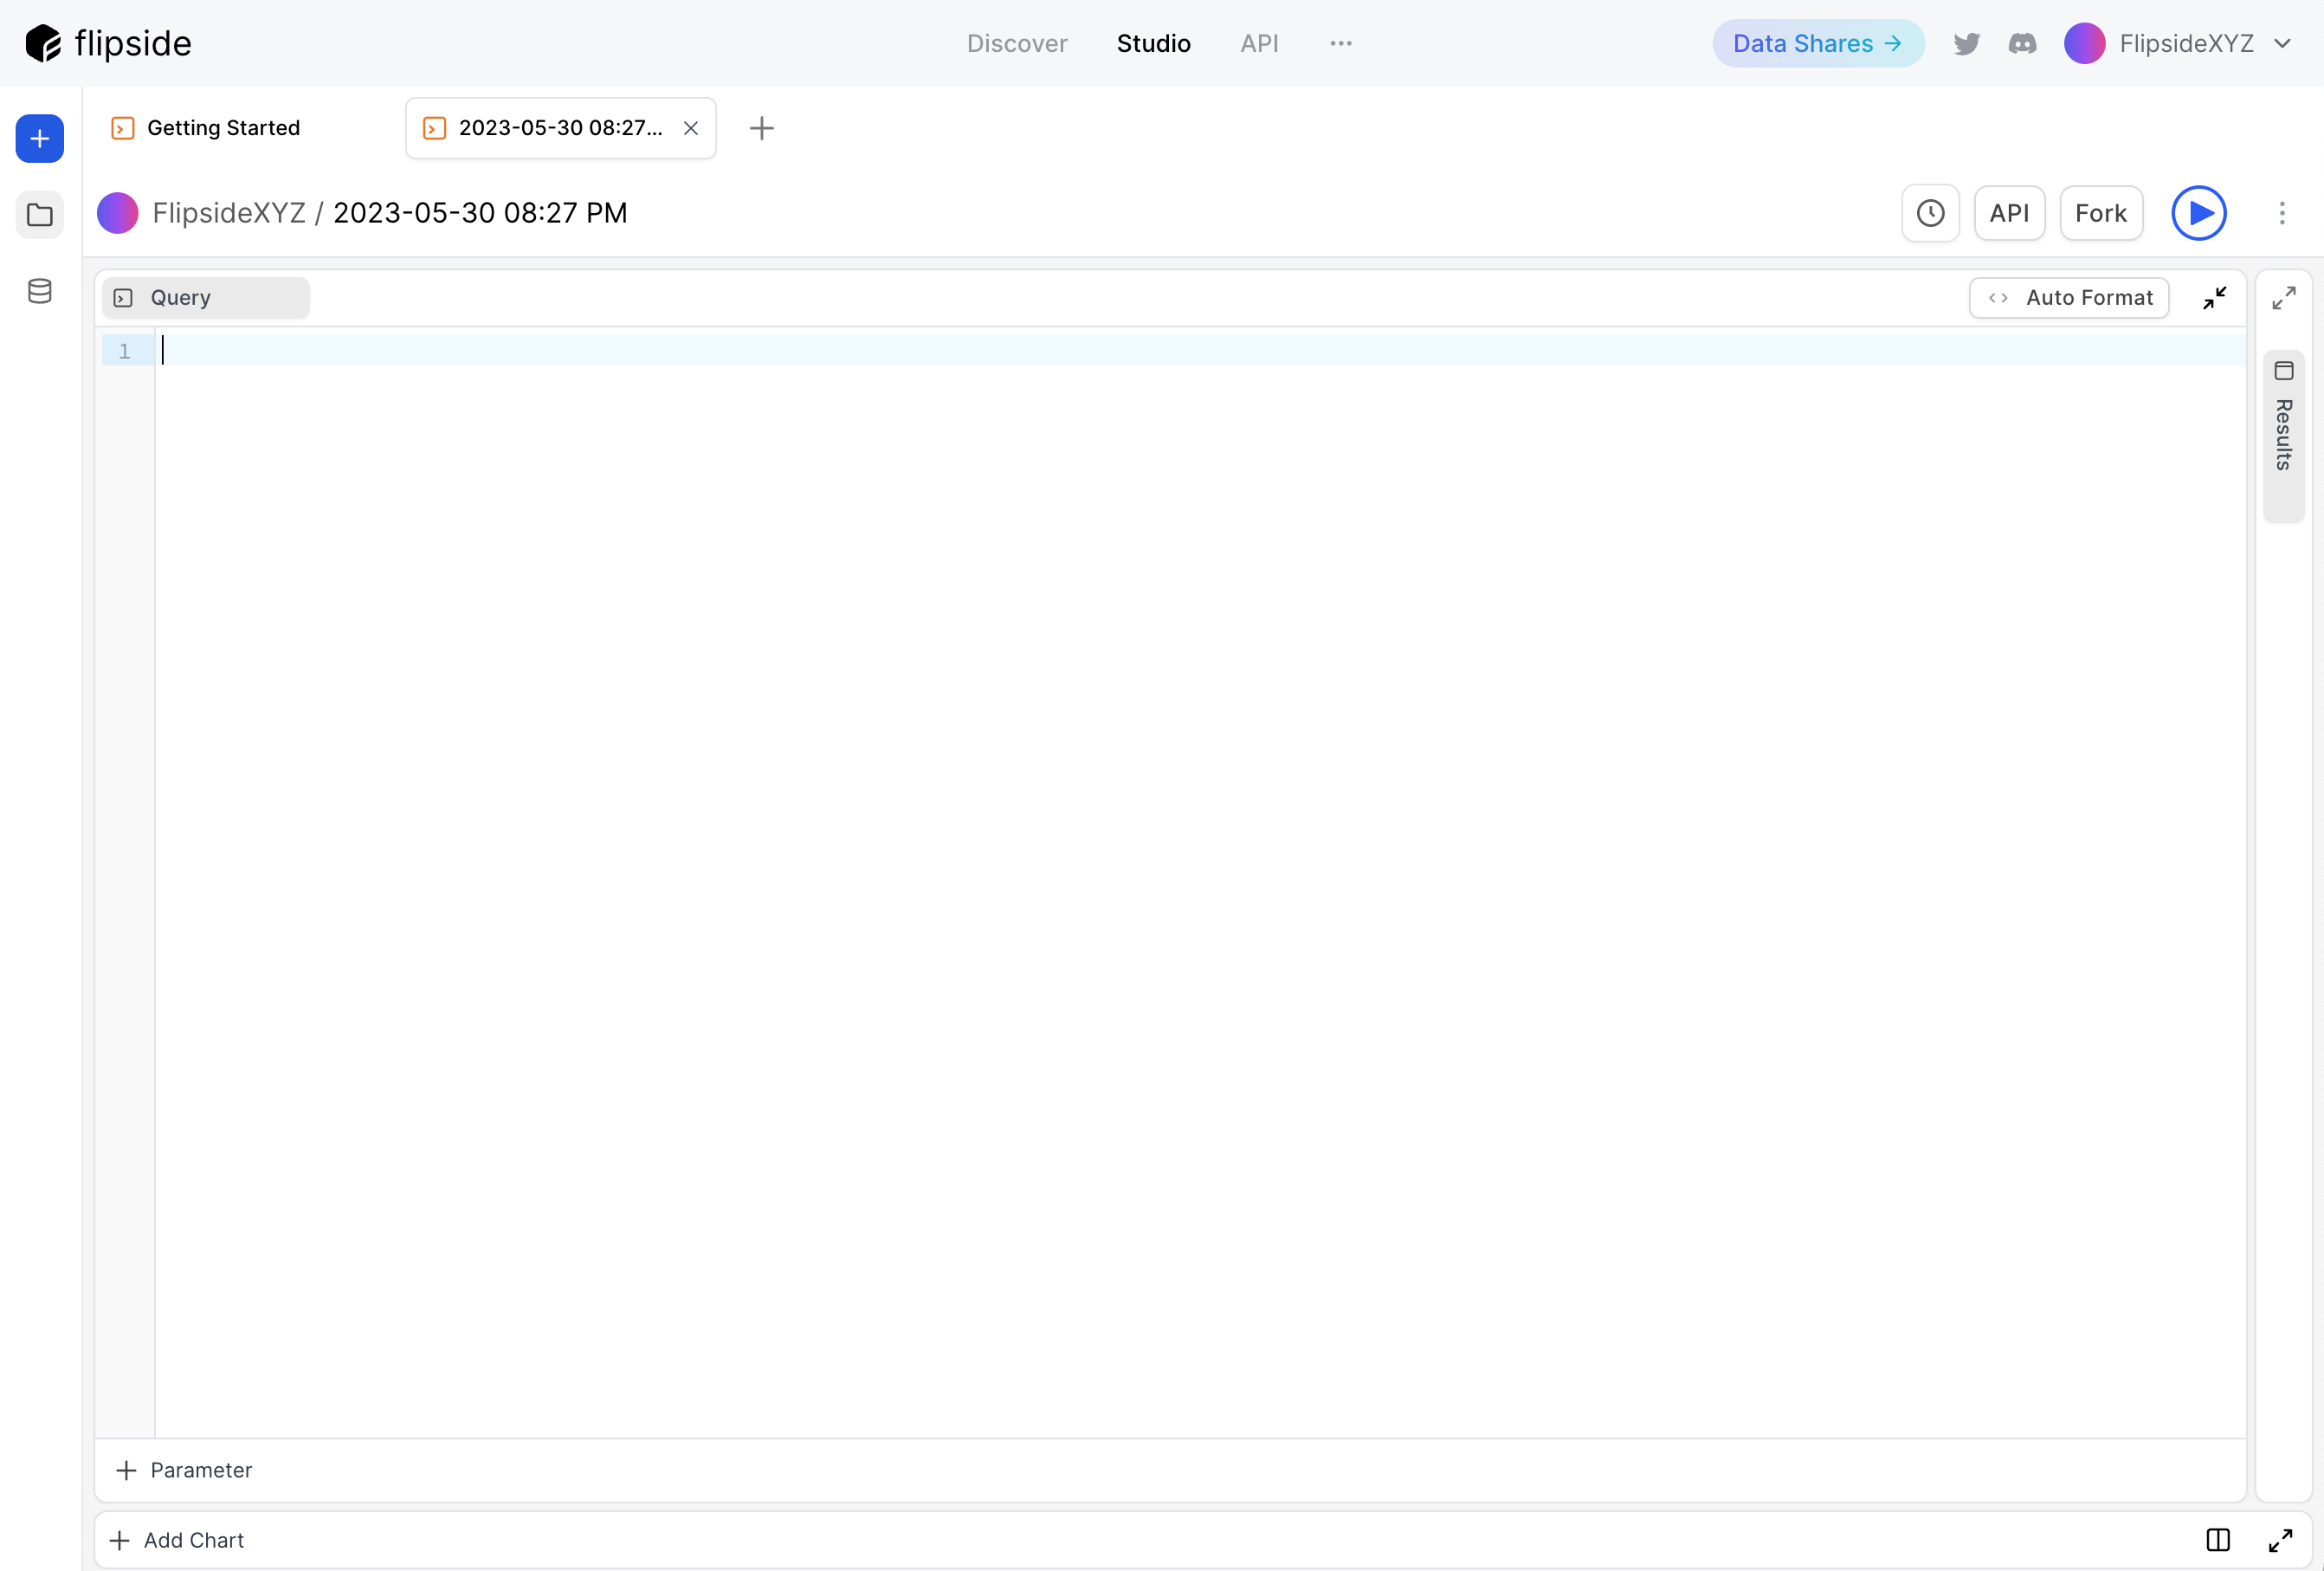 flipside
Discover Studio API ...
Data Shares → FlipsideXYZ
Getting Started
2023-05-30 08:27...
FlipsideXYZ / 2023-05-30 08:27 PM
API Fork
Query
<> Auto Format
1
Results
+ Parameter
+ Add Chart